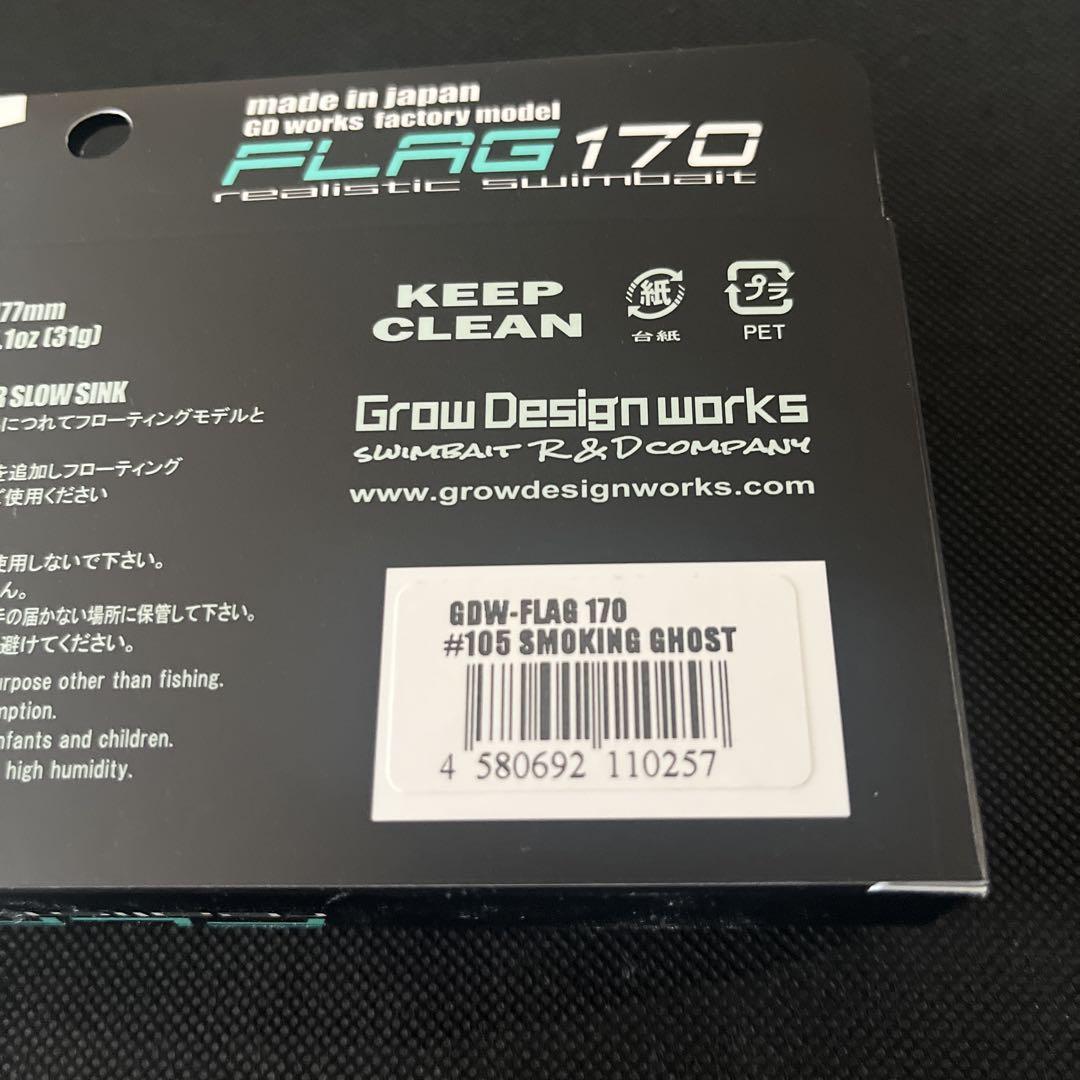 made in japan
GD works factory model
FLAG 170
realistic swimbait
77mm
.1oz (31g)
KEEP
CLEAN
紙
台紙
プラ
PET
SLOW SINK
につれてフローティングモデルと
を追加しフローティング
使用ください
Grow Design works
SWIMBAIT R&D COMPANY
www.growdesignworks.com
使用しないで下さい。
ん。
の届かない場所に保管して下さい。
避けてください。
urpose other than fishing.
mption.
nfants and children.
high humidity.
GDW-FLAG 170
#105 SMOKING GHOST
4 580692 110257